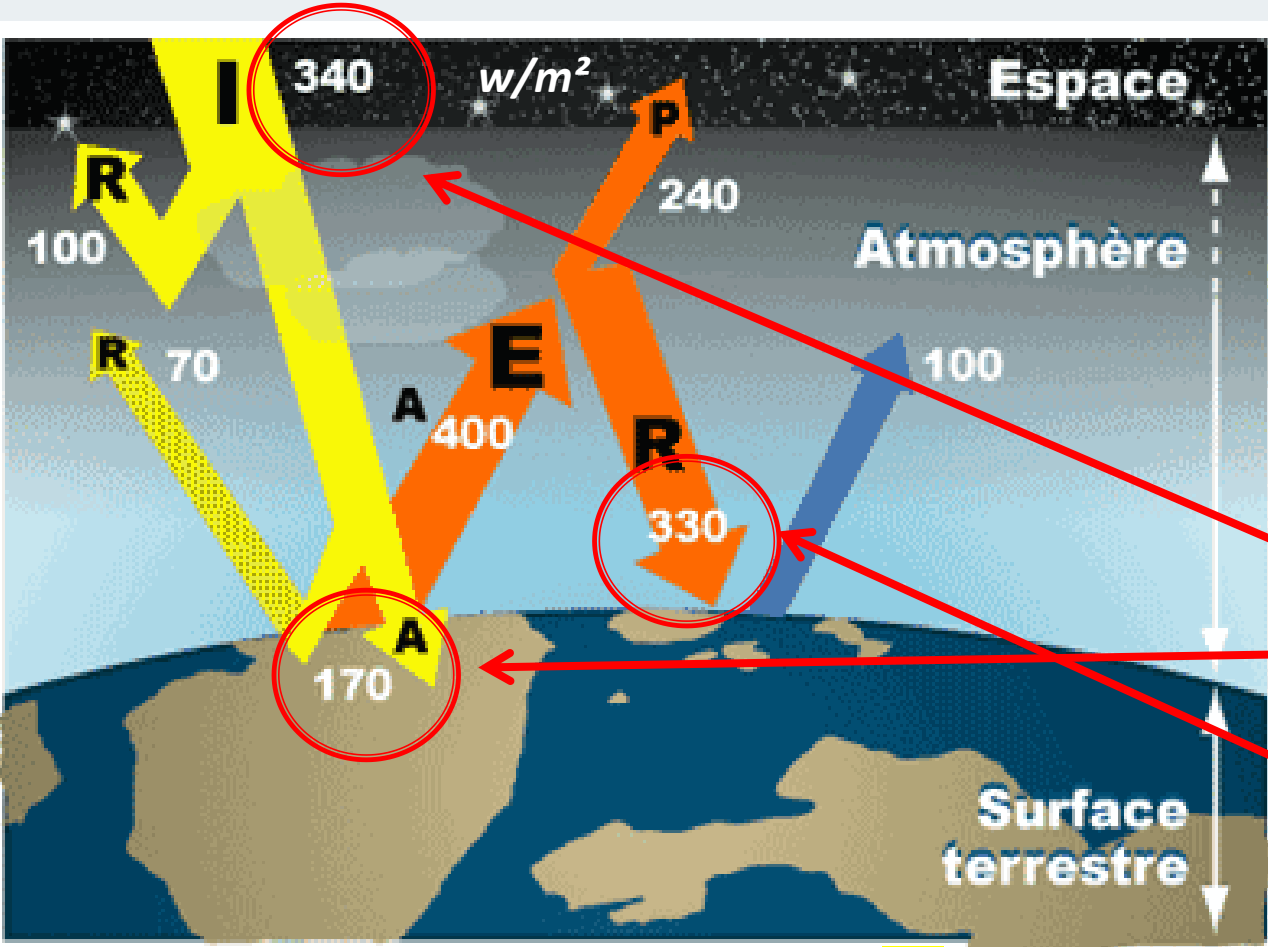 I
340
w/m²
Espace
P
R
240
100
Atmosphère
R
70
E
100
A
400
R
330
A
170
Surface
terrestre